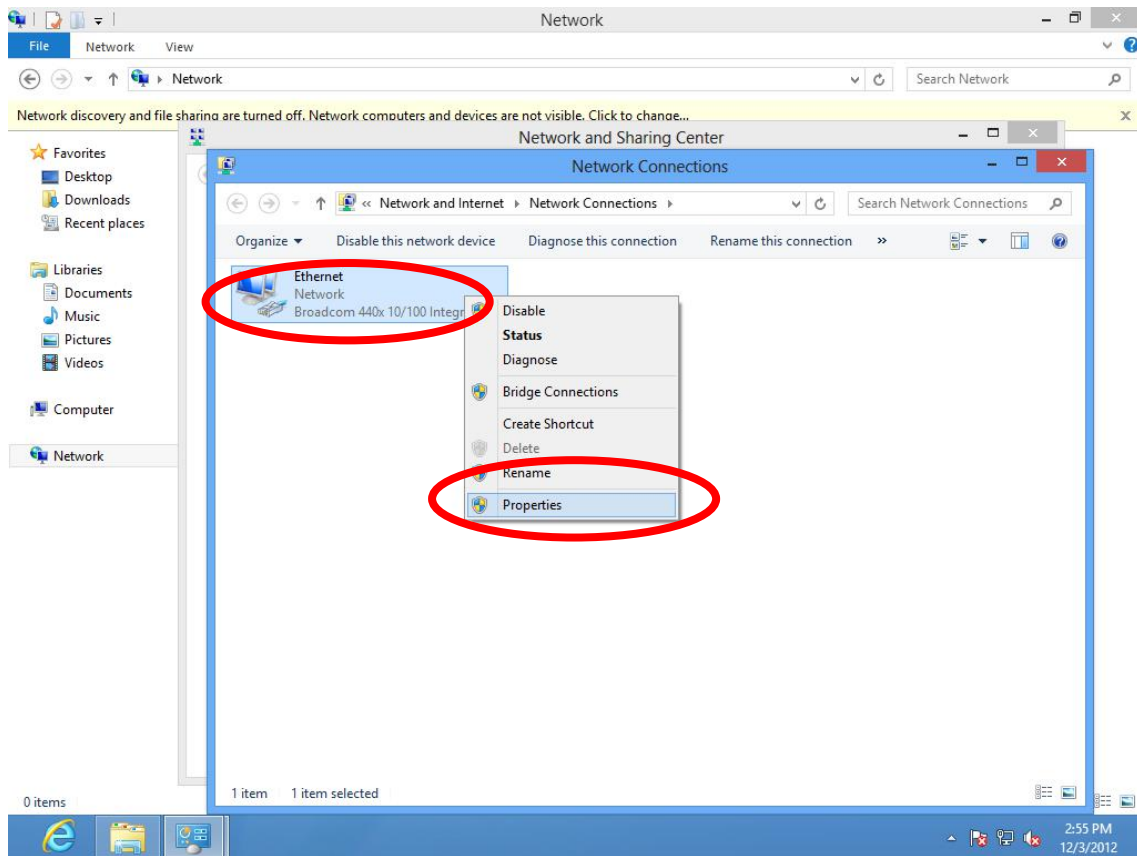 Network
File Network View
Network
Search Network
Network discovery and file sharing are turned off. Network computers and devices are not visible. Click to change...
Network and Sharing Center
Network Connections
« Network and Internet Network Connections
Search Network Connections
Organize Disable this network device Diagnose this connection Rename this connection »
Favorites
Desktop
Downloads
Recent places
Libraries
Documents
Music
Pictures
Videos
Computer
Network
Ethernet
Network
Broadcom 440x 10/100 Integr
Disable
Status
Diagnose
Bridge Connections
Create Shortcut
Delete
Rename
Properties
1 item 1 item selected
0 items
2:55 PM
12/3/2012